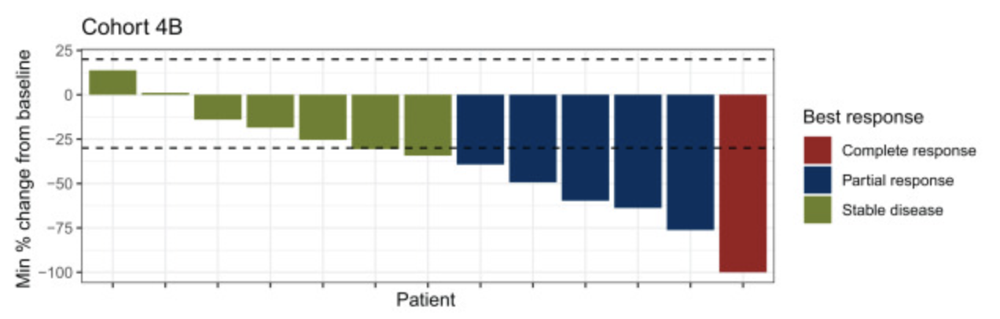 Cohort 4B
Min % change from baseline
25
0
−25
−50
−75
−100
Patient
Best response
Complete response
Partial response
Stable disease